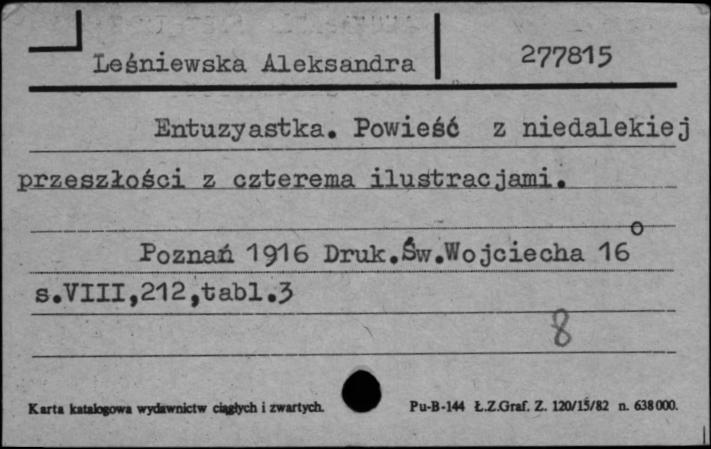 Leśniewska Aleksandra
277815
Entuzyastka. Powieść z niedalekiej
przeszłości z czterema ilustracjami.
Poznań 1916 Druk.Św.Wojciecha 16°
s.VIII,212,tabl.3
8
Karta katalogowa wydawnictw ciągłych i zwartych.
Pu-B-144 Ł.Z.Graf. Z. 120/15/82 n. 638000.